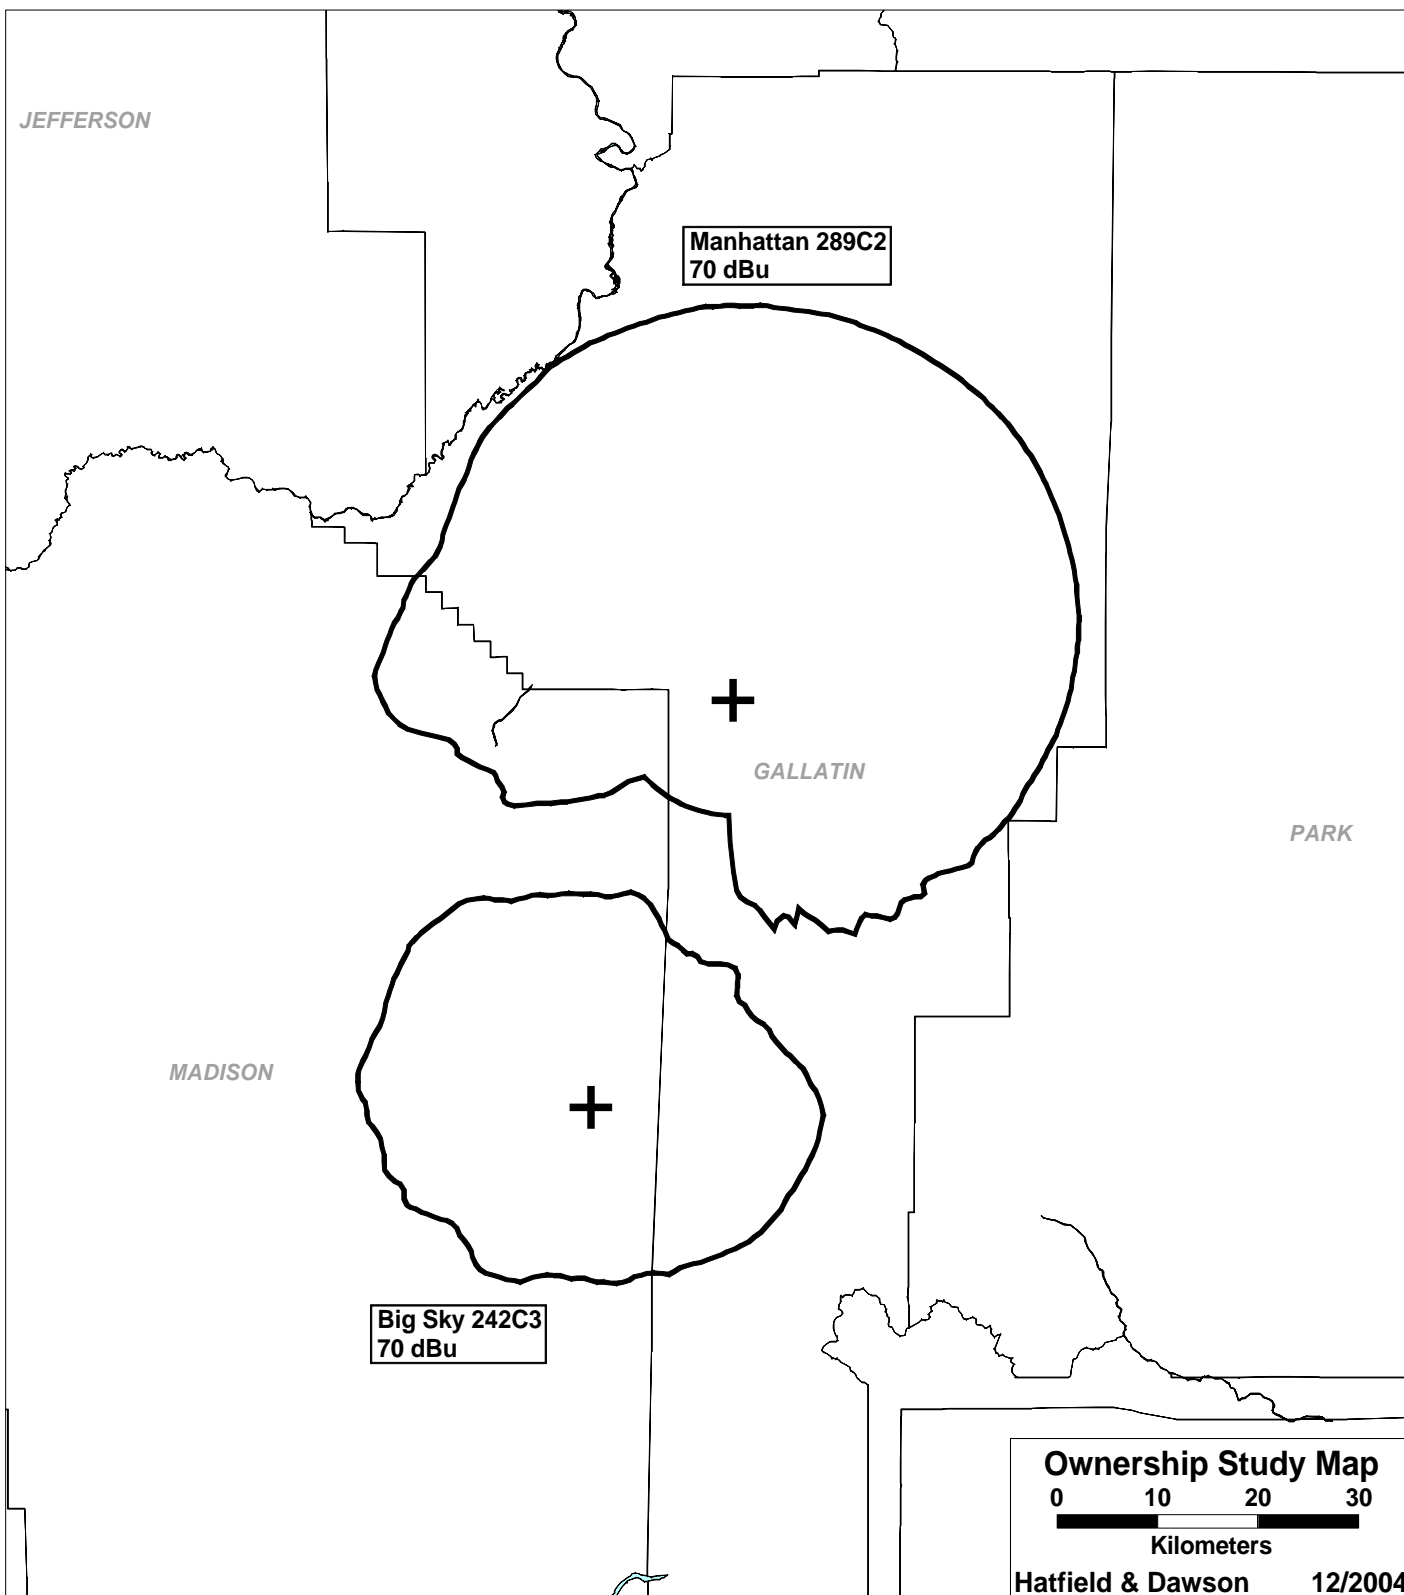 JEFFERSON
Manhattan 289C2
70 dBu
GALLATIN
PARK
MADISON
Big Sky 242C3
70 dBu
Ownership Study Map
0 10 20 30
Kilometers
Hatfield & Dawson 12/2004